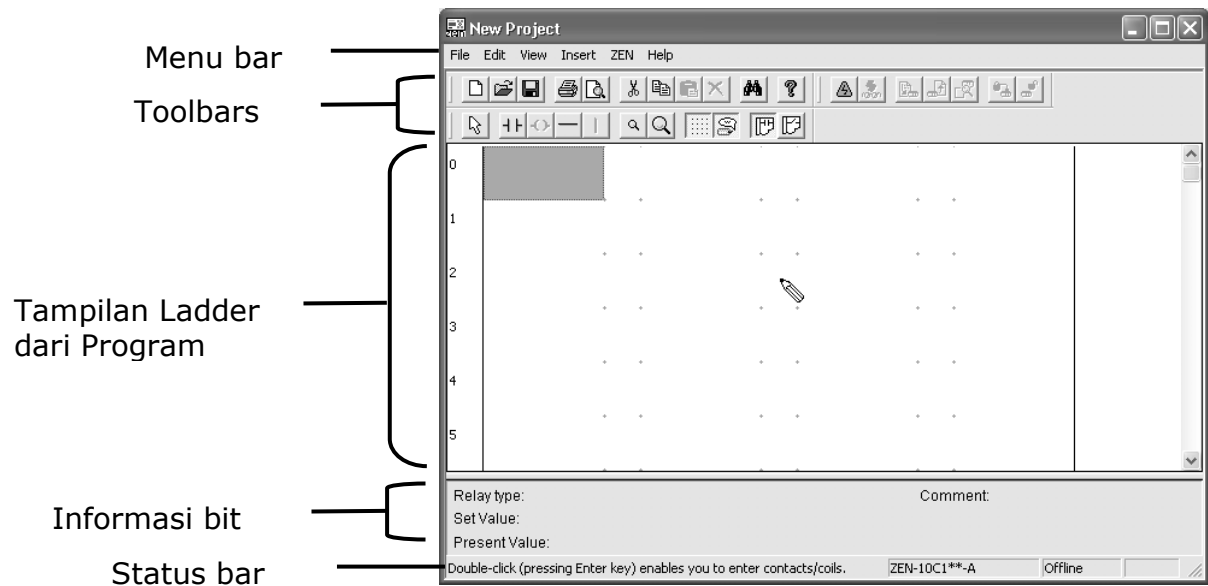 zen New Project
File Edit View Insert ZEN Help
Menu bar
Toolbars
0
1
2
3
4
5
Tampilan Ladder
dari Program
Relay type: Comment:
Set Value:
Present Value:
Informasi bit
Double-click (pressing Enter key) enables you to enter contacts/coils. ZEN-10C1**-A Offline
Status bar